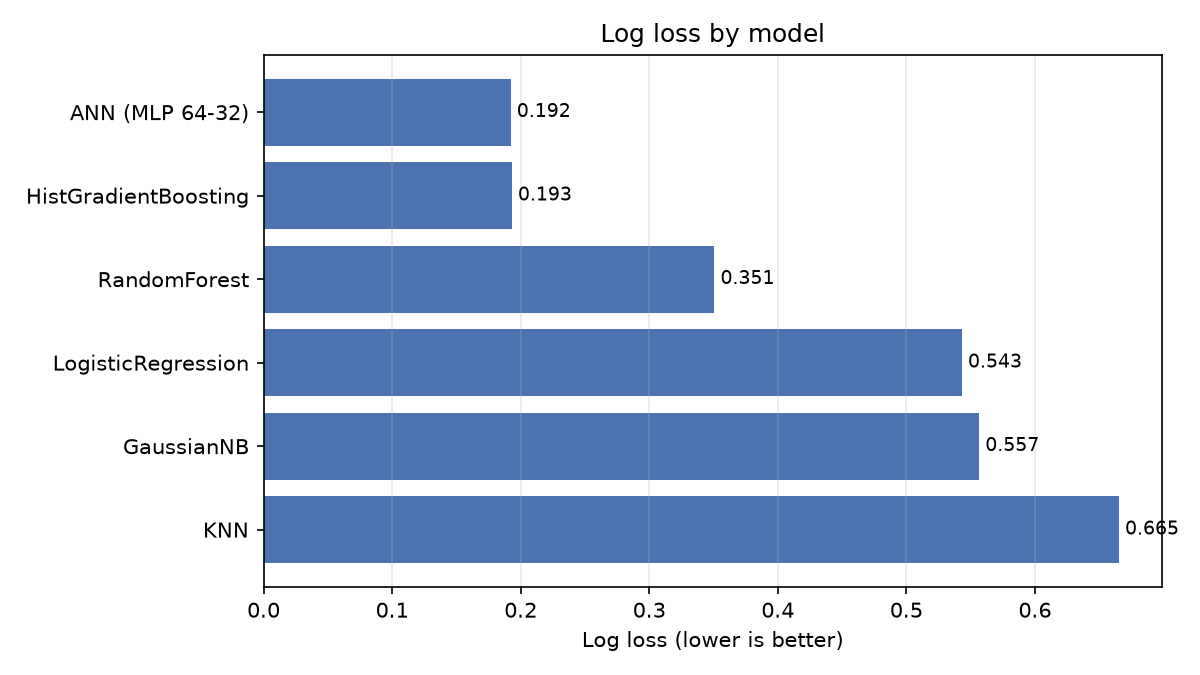 Log loss by model
ANN (MLP 64-32)
0.192
HistGradientBoosting
0.193
RandomForest
0.351
LogisticRegression
0.543
GaussianNB
0.557
KNN
0.665
0.0 0.1 0.2 0.3 0.4 0.5 0.6
Log loss (lower is better)